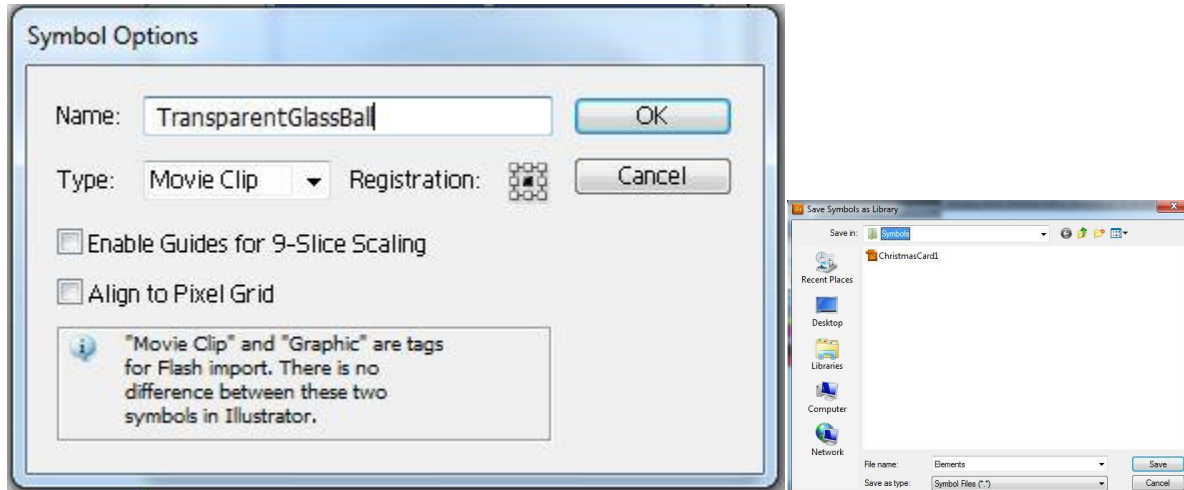 Symbol Options
Name: TransparentGlassBall
OK
Type: Movie Clip Registration:
Cancel
Enable Guides for 9-Slice Scaling
Align to Pixel Grid
"Movie Clip" and "Graphic" are tags
for Flash import. There is no
difference between these two
symbols in Illustrator.
Save Symbols as Library
Save in: Symbols
ChristmasCard1
Recent Places
Desktop
Libraries
Computer
Network
File name: Elements
Save
Save as type: Symbol Files (*.*)
Cancel